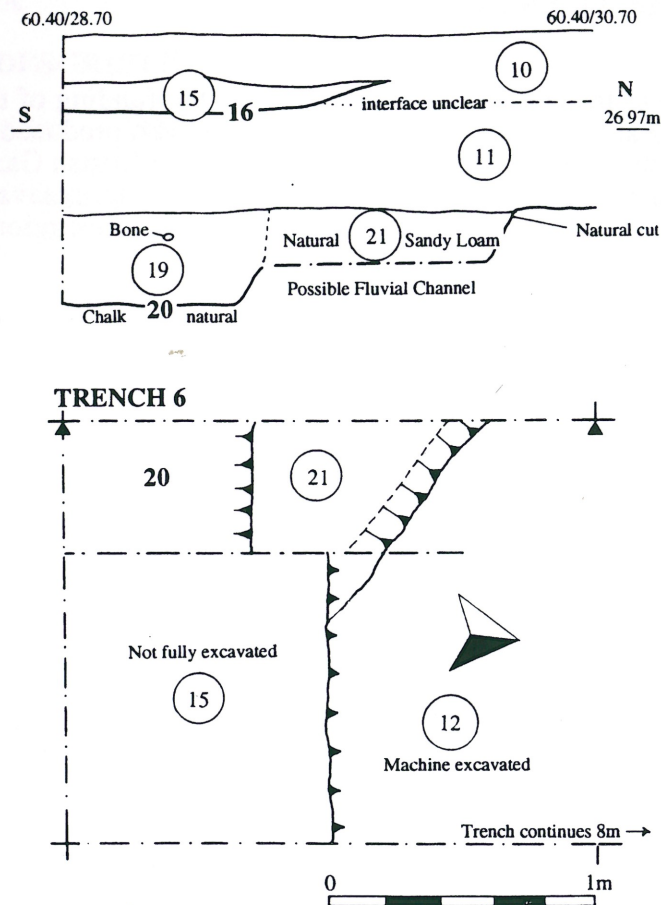 60.40/28.70 60.40/30.70
10
15
N
S
16 interface unclear
26 97m
11
Bone
Natural 21 Sandy Loam
Natural cut
19
Possible Fluvial Channel
Chalk 20 natural
TRENCH 6
20 21
Not fully excavated
15
12
Machine excavated
Trench continues 8m
0 1m